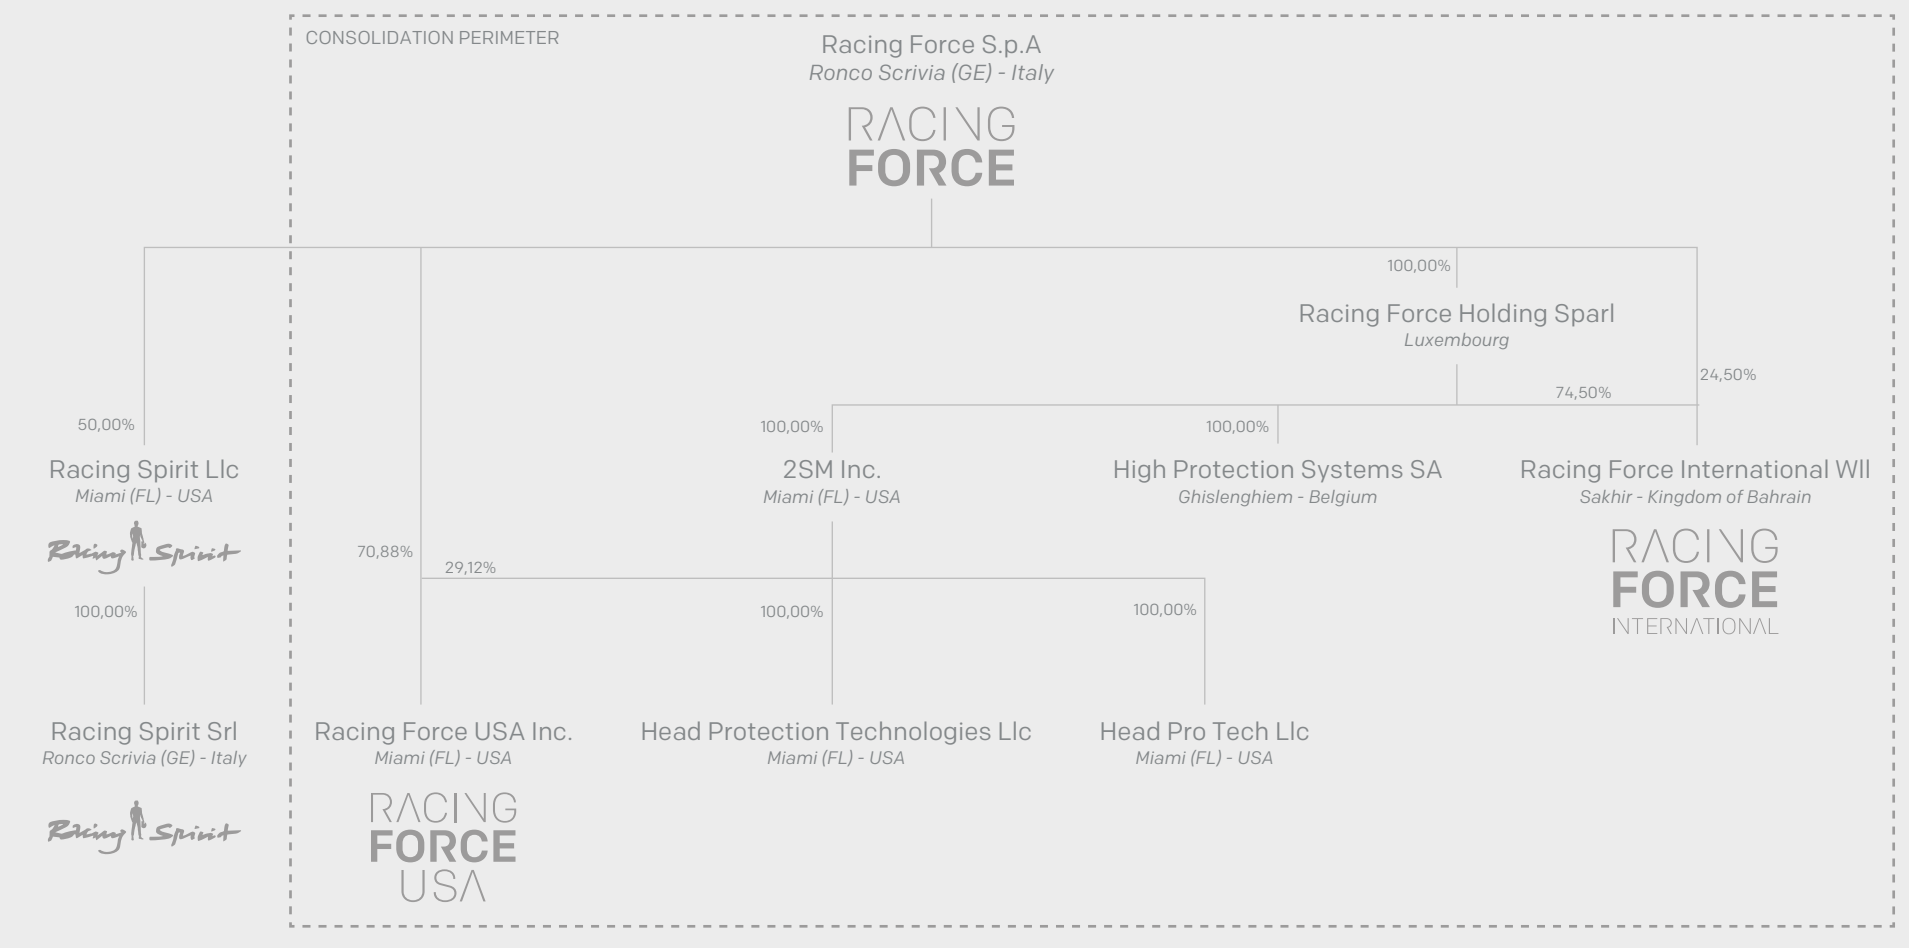 CONSOLIDATION PERIMETER
Racing Force S.p.A
Ronco Scrivia (GE) - Italy
RACING
FORCE
100,00%
Racing Force Holding Sparl
Luxembourg
24,50%
74,50%
50,00%
100,00%
100,00%
Racing Spirit Llc
Miami (FL) - USA
Racing Spirit
2SM Inc.
Miami (FL) - USA
High Protection Systems SA
Ghislenghiem - Belgium
Racing Force International Wll
Sakhir - Kingdom of Bahrain
RACING
FORCE
INTERNATIONAL
70,88%
29,12%
100,00%
100,00%
100,00%
Racing Spirit Srl
Ronco Scrivia (GE) - Italy
Racing Spirit
Racing Force USA Inc.
Miami (FL) - USA
RACING
FORCE
USA
Head Protection Technologies Llc
Miami (FL) - USA
Head Pro Tech Llc
Miami (FL) - USA